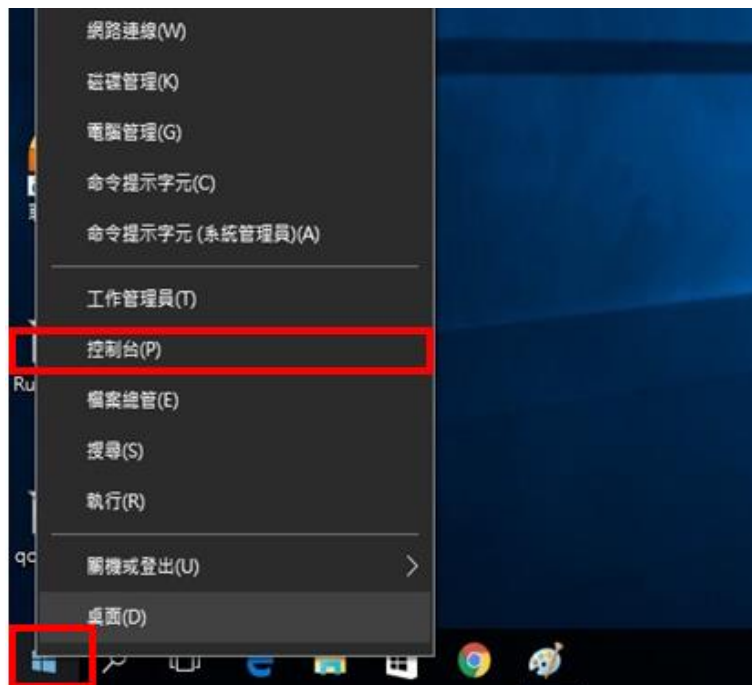 網路連線(W)
磁碟管理(K)
電腦管理(G)
命令提示字元(C)
命令提示字元 (系統管理員)(A)
工作管理員(T)
控制台(P)
Ru
檔案總管(E)
搜尋(S)
執行(R)
qc
關機或登出(U)
桌面(D)